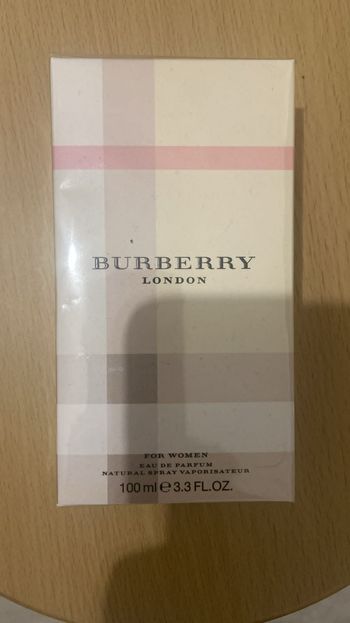 BURBERRY
LONDON
FOR WOMEN
EAU DE PARFUM
NATURAL SPRAY VAPORISATEUR
100 ml ℮ 3.3 FL.OZ.